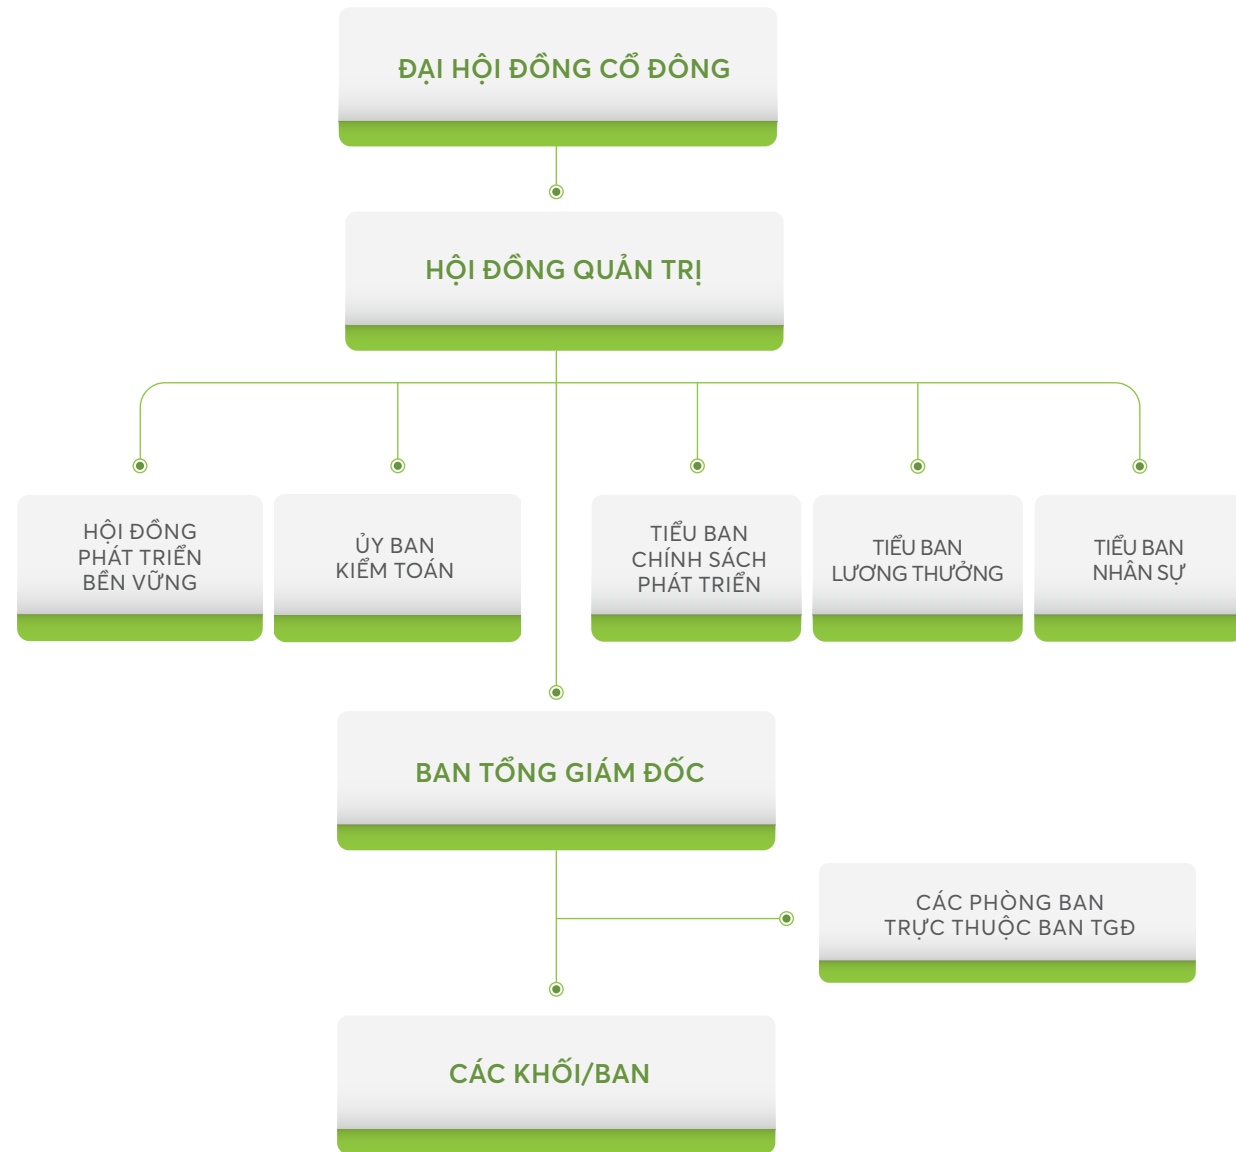 ĐẠI HỘI ĐỒNG CỔ ĐÔNG
HỘI ĐỒNG QUẢN TRỊ
HỘI ĐỒNG
PHÁT TRIỂN
BỀN VỮNG
ỦY BAN
KIỂM TOÁN
TIỂU BAN
CHÍNH SÁCH
PHÁT TRIỂN
TIỂU BAN
LƯƠNG THƯỞNG
TIỂU BAN
NHÂN SỰ
BAN TỔNG GIÁM ĐỐC
CÁC PHÒNG BAN
TRỰC THUỘC BAN TGĐ
CÁC KHỐI/BAN